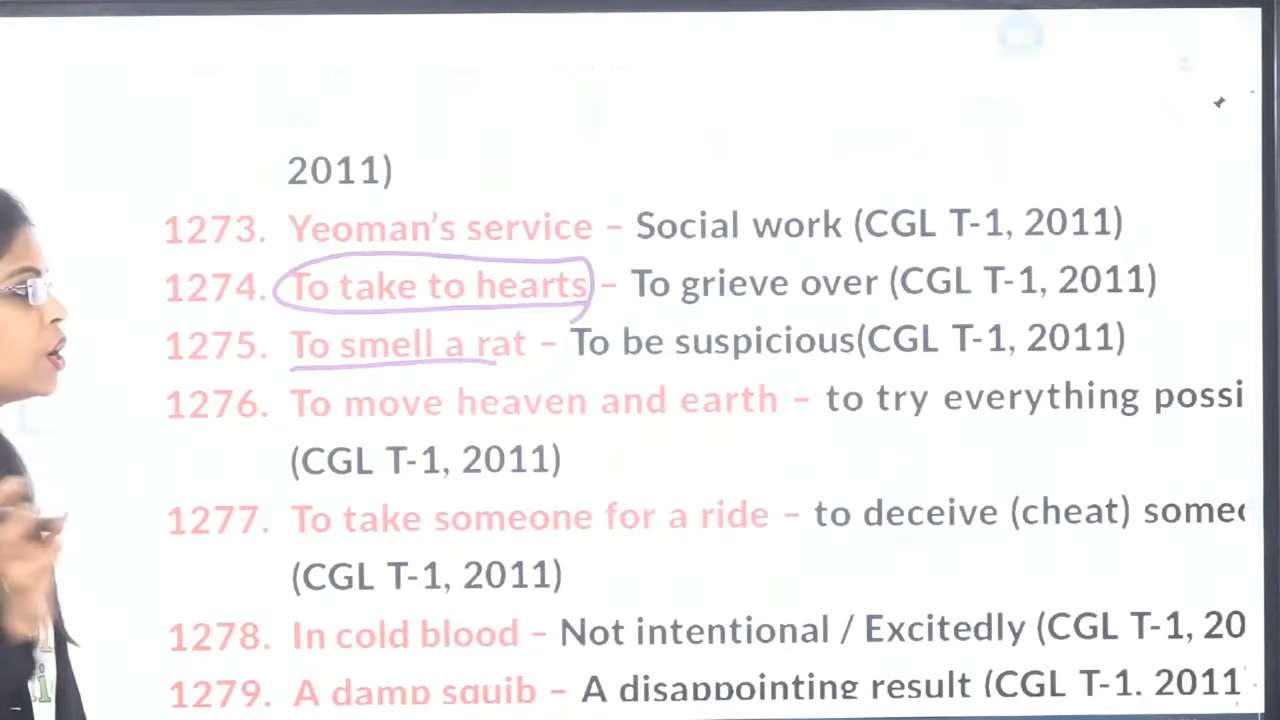 2011)
1273. Yeoman's service – Social work (CGL T-1, 2011)
1274. To take to hearts – To grieve over (CGL T-1, 2011)
1275. To smell a rat – To be suspicious(CGL T-1, 2011)
1276. To move heaven and earth – to try everything possi
(CGL T-1, 2011)
1277. To take someone for a ride – to deceive (cheat) some
(CGL T-1, 2011)
1278. In cold blood – Not intentional / Excitedly (CGL T-1, 20
1279. A damp squib – A disappointing result (CGL T-1. 2011